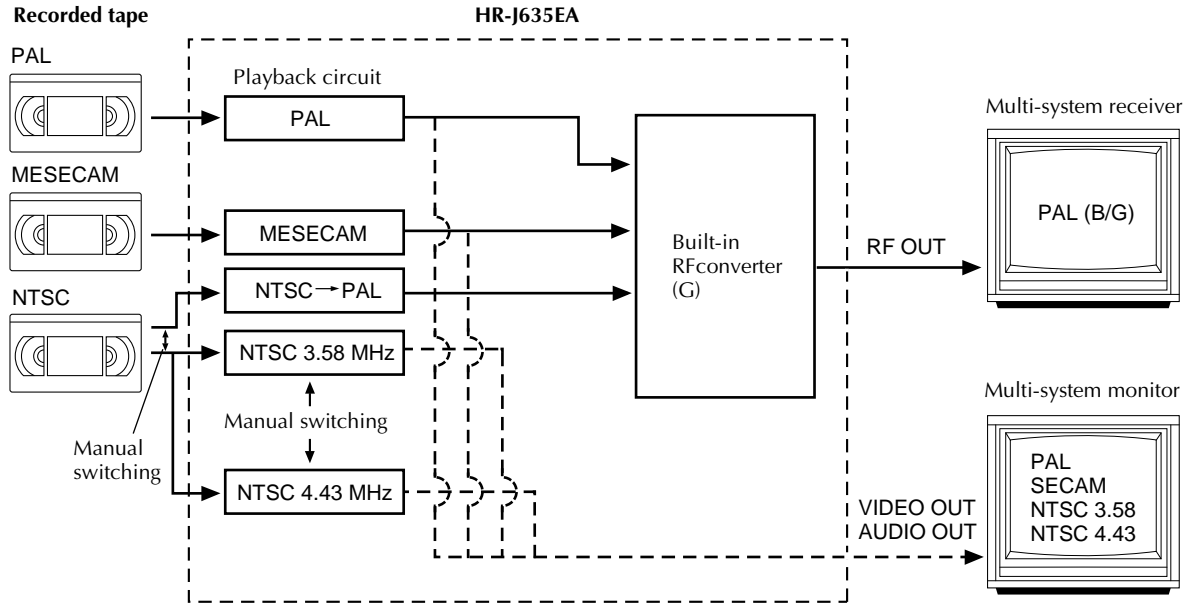 Recorded tape
HR-J635EA
PAL
MESECAM
NTSC
Manual
switching
Playback circuit
PAL
MESECAM
NTSC→PAL
NTSC 3.58 MHz
Manual switching
NTSC 4.43 MHz
Built-in
RFconverter
(G)
RF OUT
VIDEO OUT
AUDIO OUT
Multi-system receiver
PAL (B/G)
Multi-system monitor
PAL
SECAM
NTSC 3.58
NTSC 4.43